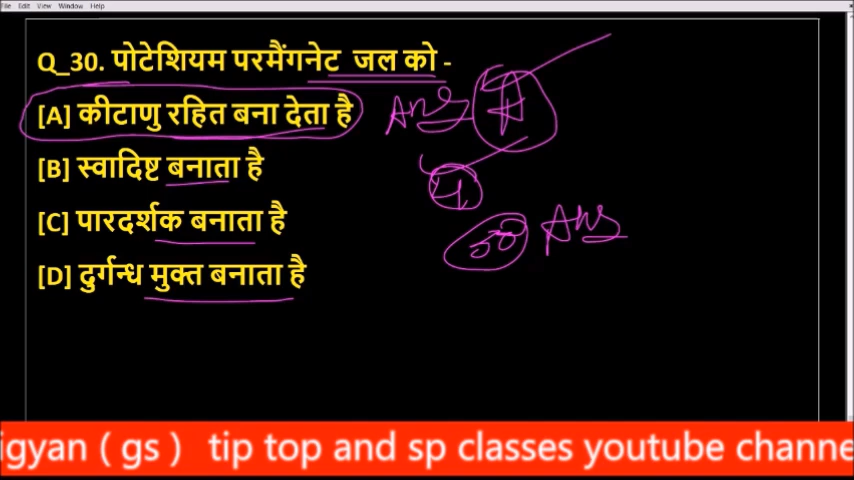 File Edit View Window Help
Q_30. पोटेशियम परमैंगनेट जल को -
[A] कीटाणु रहित बना देता है
Ans A
[B] स्वादिष्ट बनाता है
[C] पारदर्शक बनाता है
Ans
[D] दुर्गन्ध मुक्त बनाता है
igyan ( gs ) tip top and sp classes youtube channe